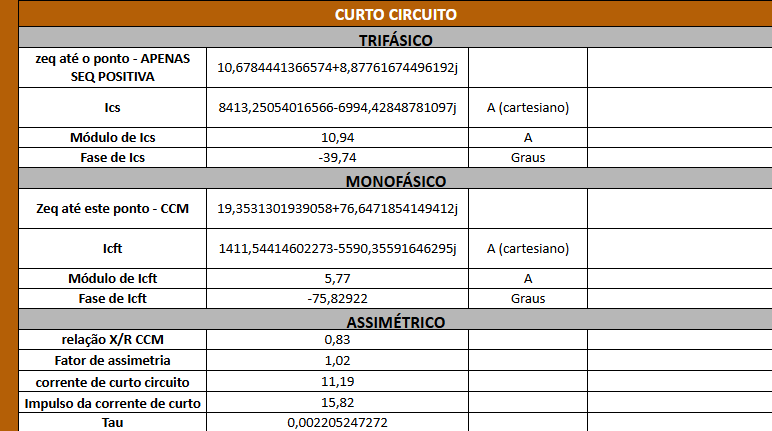 CURTO CIRCUITO
TRIFÁSICO
zeq até o ponto - APENAS
SEQ POSITIVA
10,6784441366574+8,87761674496192j
Ics
8413,25054016566-6994,42848781097j
A (cartesiano)
Módulo de Ics
10,94
A
Fase de Ics
-39,74
Graus
MONOFÁSICO
Zeq até este ponto - CCM
19,3531301939058+76,6471854149412j
Icft
1411,54414602273-5590,35591646295j
A (cartesiano)
Módulo de Icft
5,77
A
Fase de Icft
-75,82922
Graus
ASSIMÉTRICO
relação X/R CCM
0,83
Fator de assimetria
1,02
corrente de curto circuito
11,19
Impulso da corrente de curto
15,82
Tau
0,002205247272